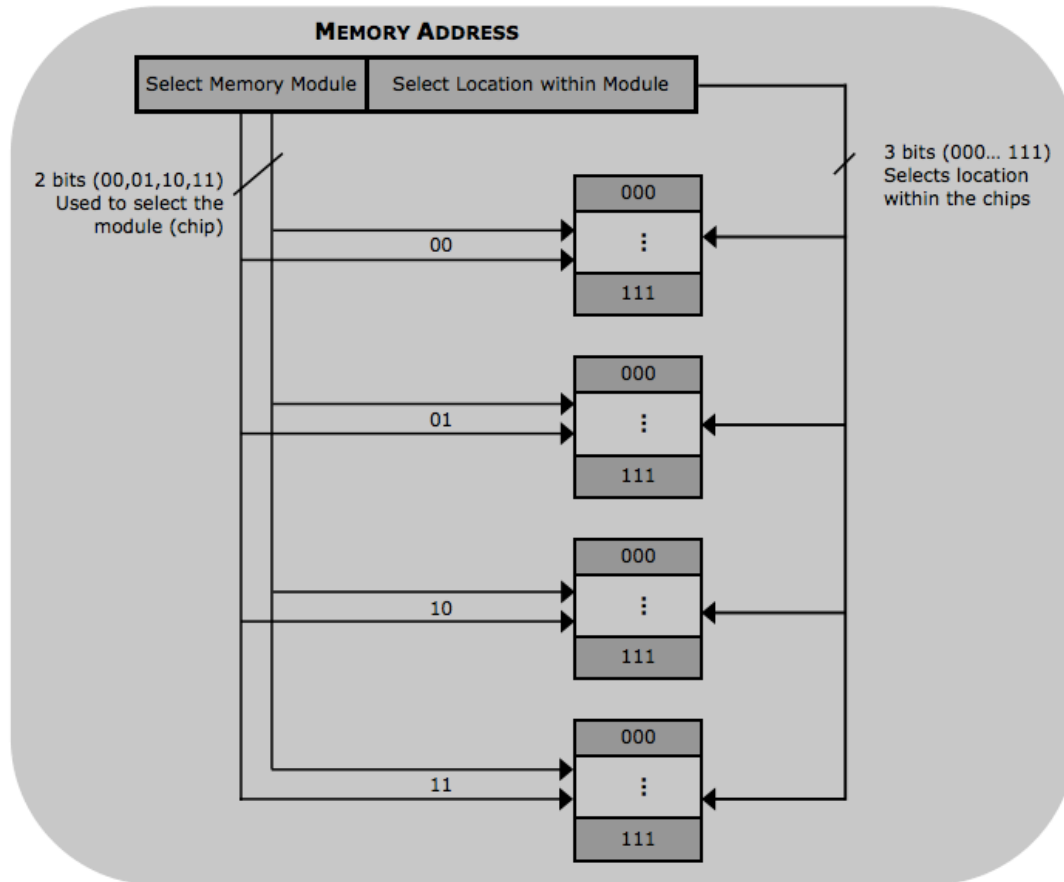 MEMORY ADDRESS
Select Memory Module
Select Location within Module
2 bits (00,01,10,11)
Used to select the
module (chip)
3 bits (000... 111)
Selects location
within the chips
000
⋮
111
00
000
⋮
111
01
000
⋮
111
10
000
⋮
111
11